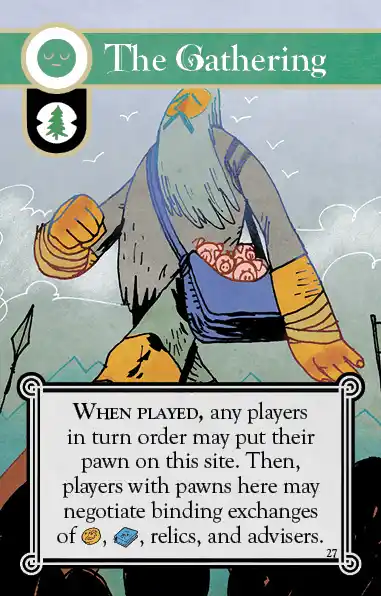 The Gathering
When played, any players
in turn order may put their
pawn on this site. Then,
players with pawns here may
negotiate binding exchanges
of , , relics, and advisers.
27